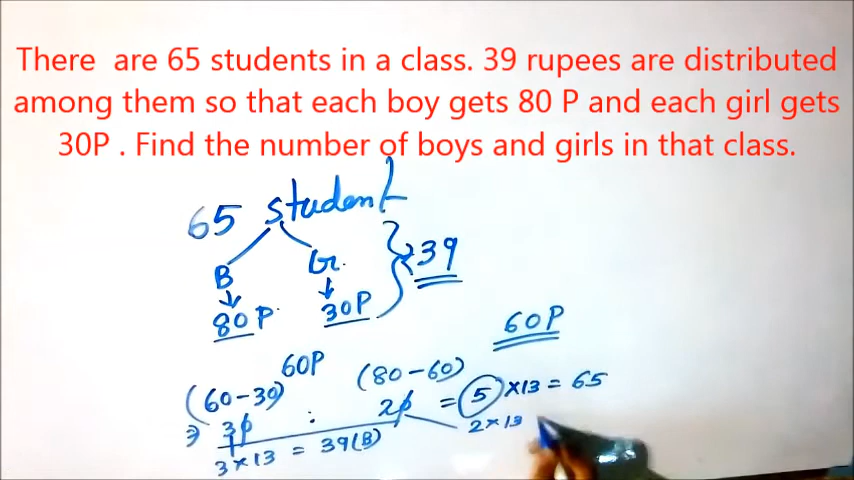 There are 65 students in a class. 39 rupees are distributed
among them so that each boy gets 80 P and each girl gets
30P . Find the number of boys and girls in that class.
65 student
B G
39
80P 30P
60P
60P
(60-30) (80-60)
30 : 20 = 5 ×13 = 65
3×13 = 39(B)
2×13